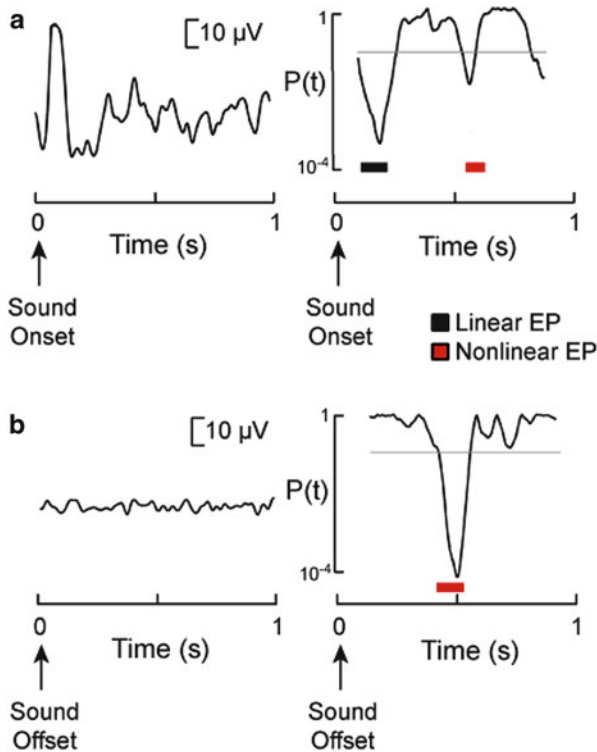 a
10 µV
1
P(t)
10-4
0
1
Time (s)
Sound
Onset
0
1
Time (s)
Sound
Onset
Linear EP
Nonlinear EP
b
10 µV
1
P(t)
10-4
0
1
Time (s)
Sound
Offset
0
1
Time (s)
Sound
Offset